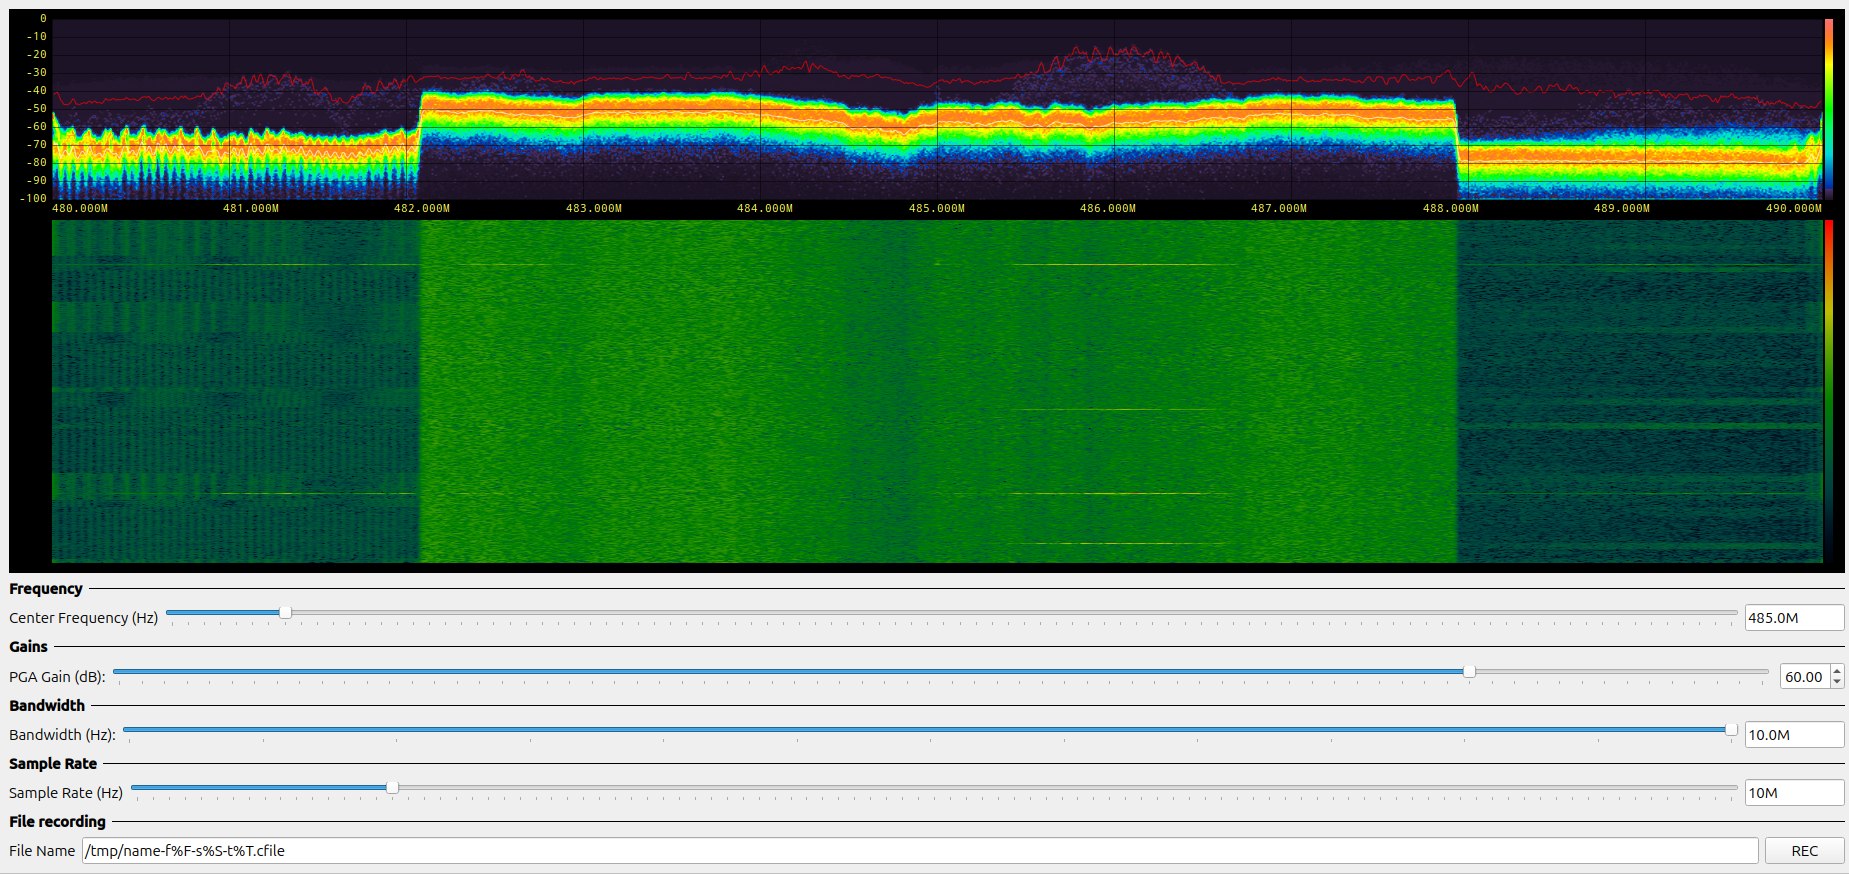 0
-10
-20
-30
-40
-50
-60
-70
-80
-90
-100
480.000M 481.000M 482.000M 483.000M 484.000M 485.000M 486.000M 487.000M 488.000M 489.000M 490.000M
Frequency
Center Frequency (Hz) 485.0M
Gains
PGA Gain (dB): 60.00
Bandwidth
Bandwidth (Hz): 10.0M
Sample Rate
Sample Rate (Hz) 10M
File recording
File Name /tmp/name-f%F-s%S-t%T.cfile REC